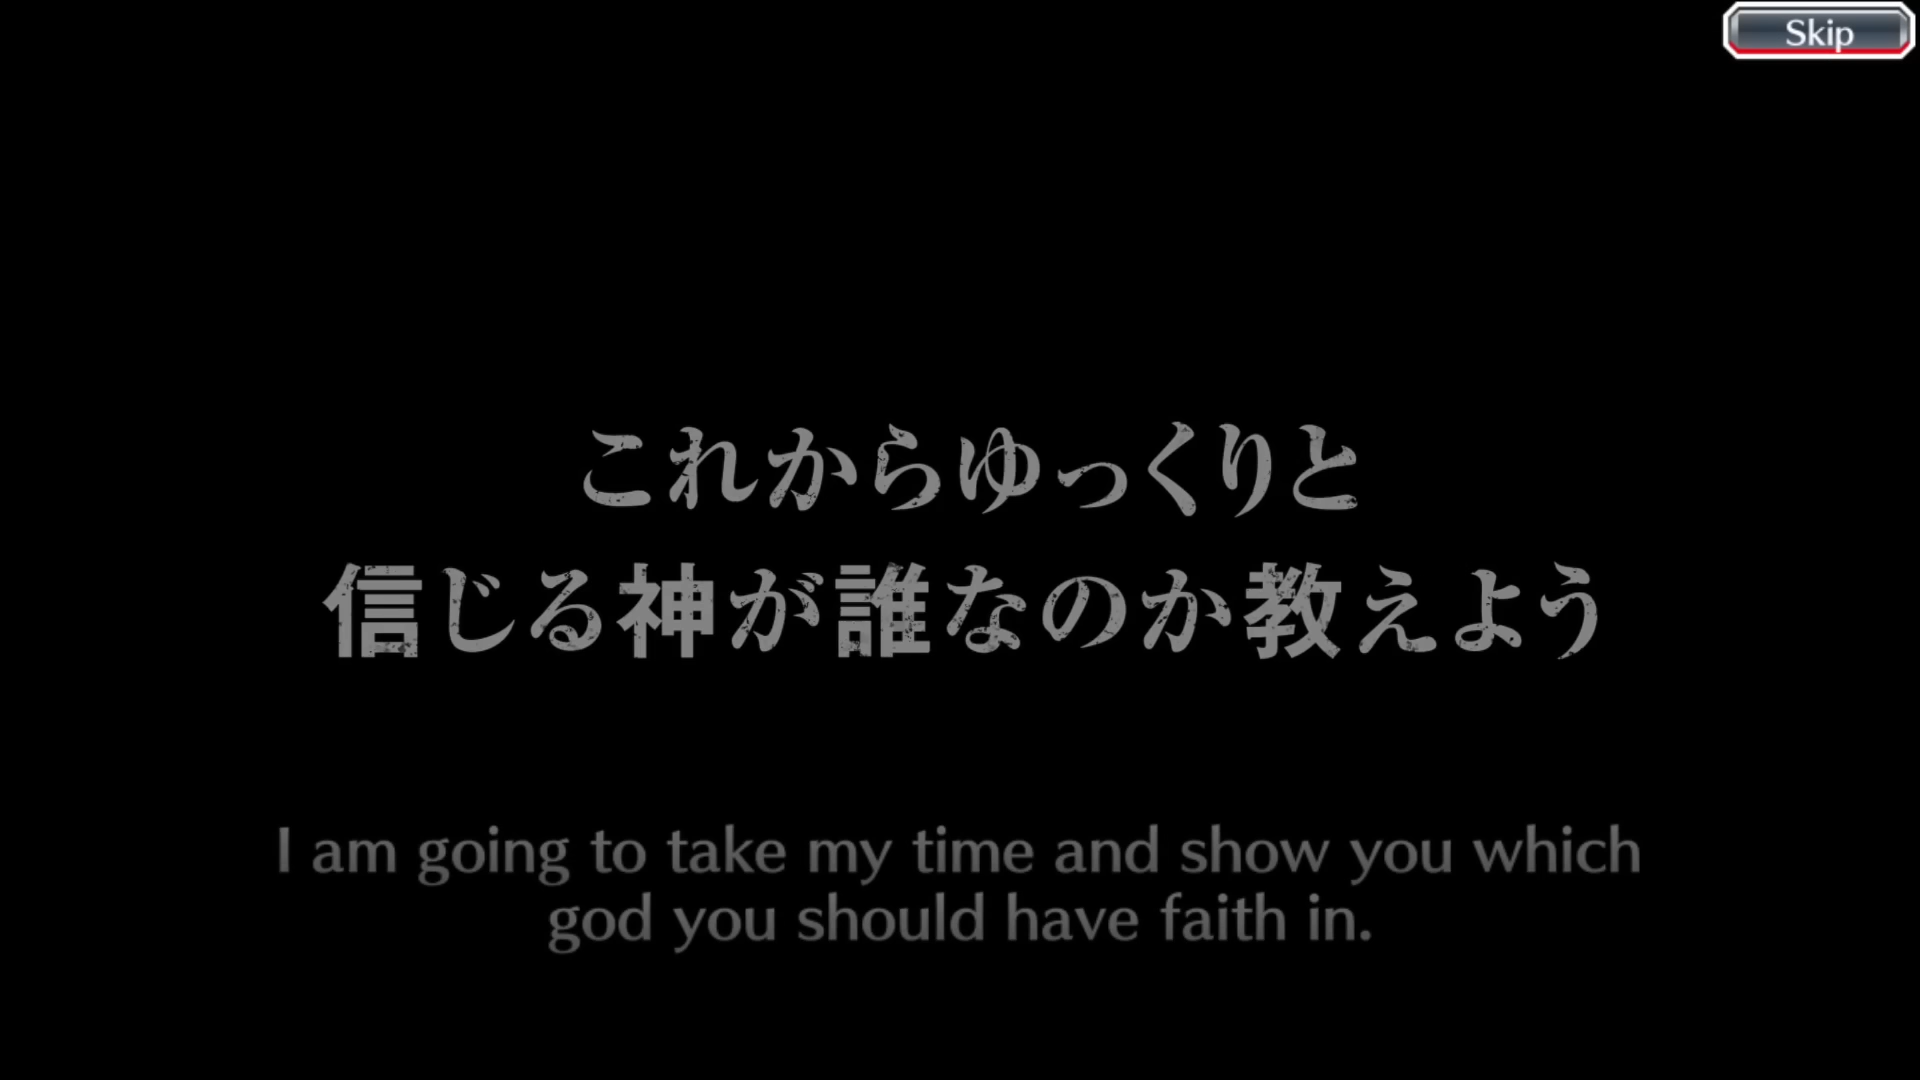 Skip
これからゆっくりと
信じる神が誰なのか教えよう
I am going to take my time and show you which
god you should have faith in.